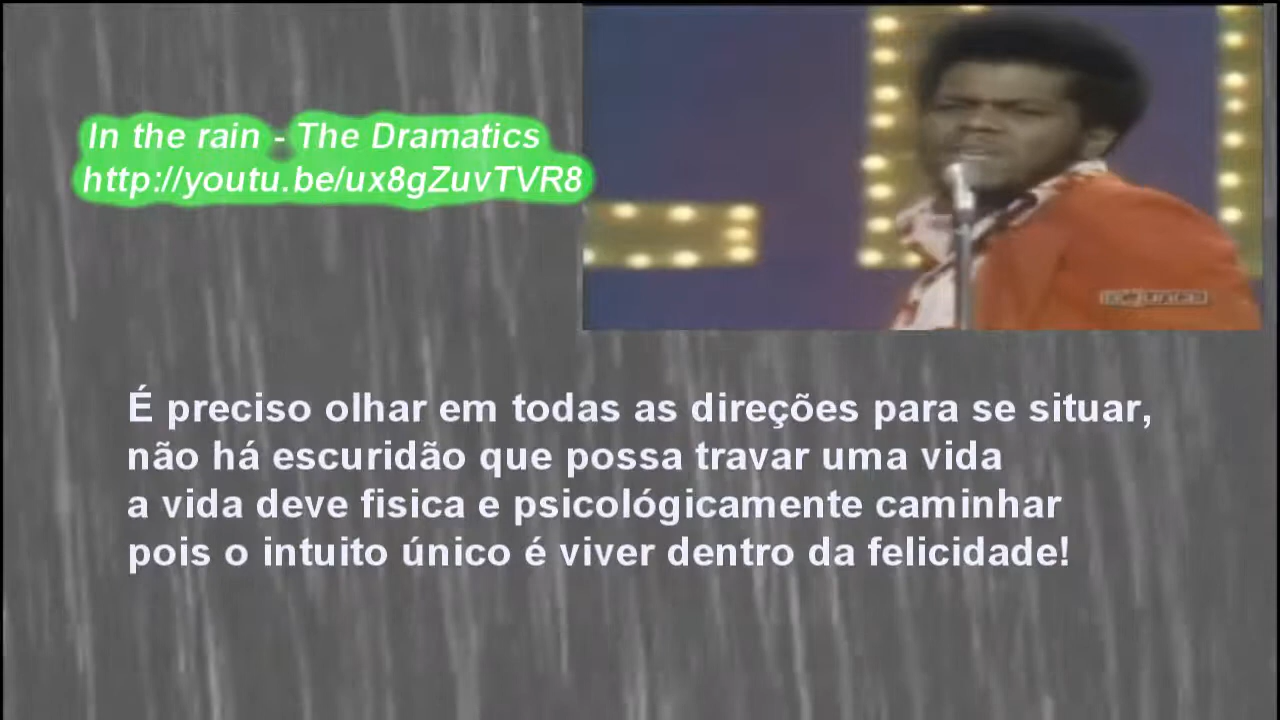 In the rain - The Dramatics
http://youtu.be/ux8gZuvTVR8
É preciso olhar em todas as direções para se situar,
não há escuridão que possa travar uma vida
a vida deve fisica e psicológicamente caminhar
pois o intuito único é viver dentro da felicidade!